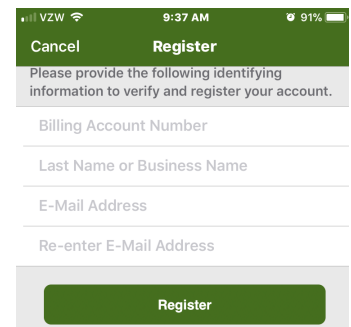 VZW 9:37 AM 91%
Cancel Register
Please provide the following identifying
information to verify and register your account.
Billing Account Number
Last Name or Business Name
E-Mail Address
Re-enter E-Mail Address
Register